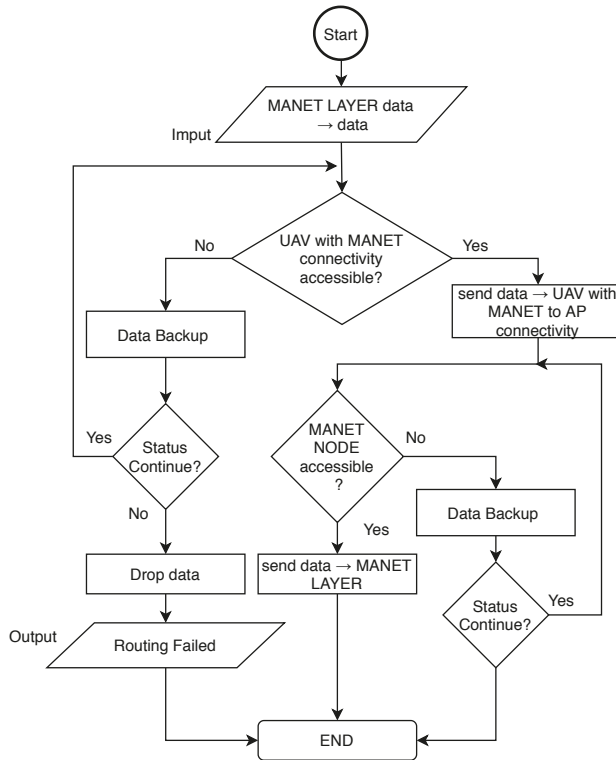 Start
MANET LAYER data
→ data
Imput
UAV with MANET
connectivity
accessible?
No
Yes
send data → UAV with
MANET to AP
connectivity
Data Backup
MANET
NODE
accessible
?
Yes
Status
Continue?
No
No
Data Backup
Yes
Drop data
send data → MANET
LAYER
Status
Continue?
Yes
Output
Routing Failed
END